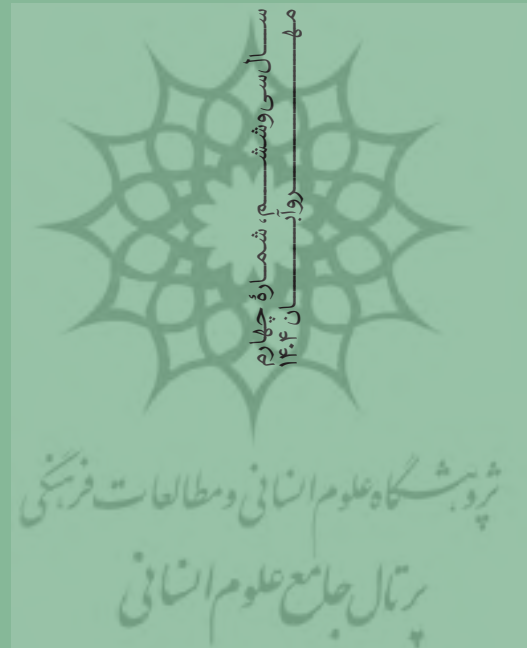 سال سی‌وششم، شمارهٔ چهارم
مهر و آبان ۱۴۰۴
پژوهشگاه علوم انسانی و مطالعات فرهنگی
پرتال جامع علوم انسانی